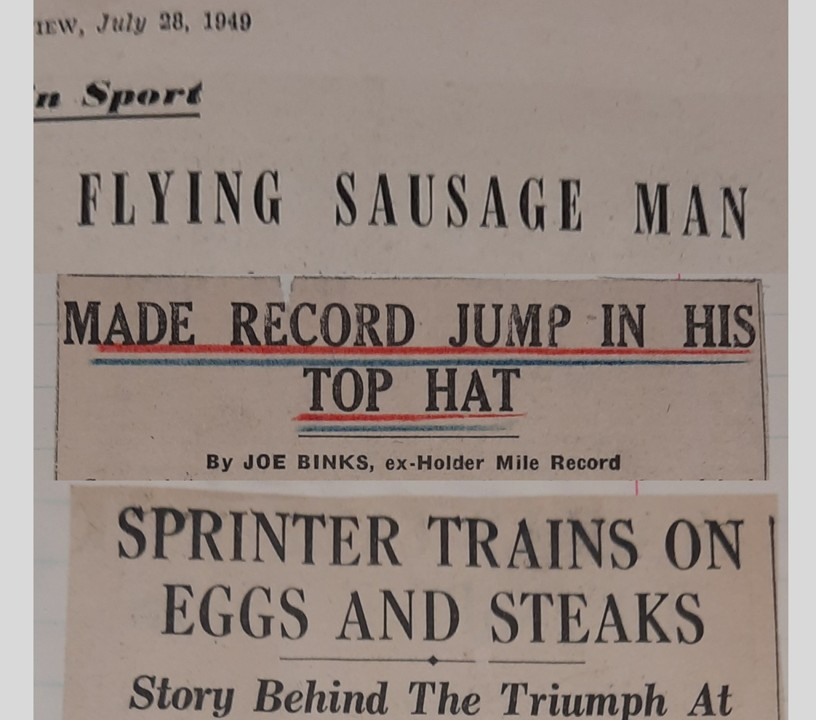 IEW, July 28, 1949
n Sport
FLYING SAUSAGE MAN
MADE RECORD JUMP IN HIS
TOP HAT
By JOE BINKS, ex-Holder Mile Record
SPRINTER TRAINS ON
EGGS AND STEAKS
Story Behind The Triumph At